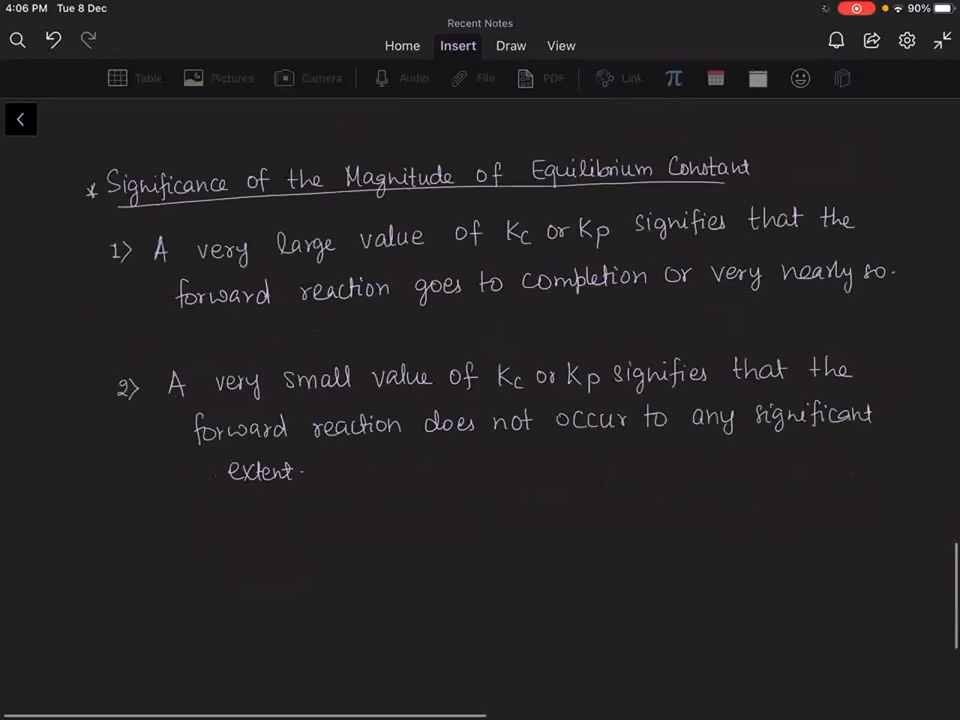 4:06 PM Tue 8 Dec
90%
Recent Notes
Home Insert Draw View
Table Pictures Camera Audio File PDF Link π
* Significance of the Magnitude of Equilibrium Constant
1) A very large value of Kc or Kp signifies that the
forward reaction goes to completion or very nearly so.
2) A very small value of Kc or Kp signifies that the
forward reaction does not occur to any significant
extent.